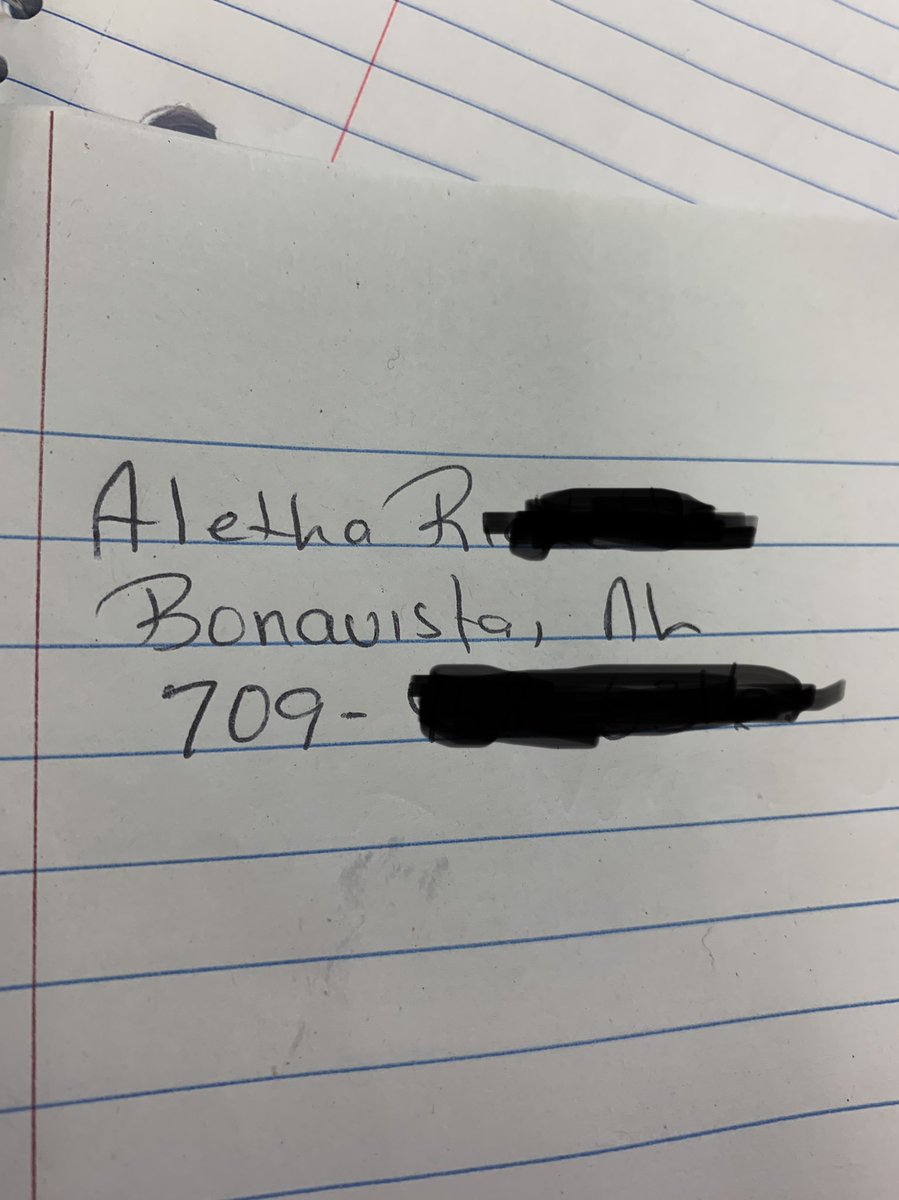 Aletha R
Bonavista, NL
709-